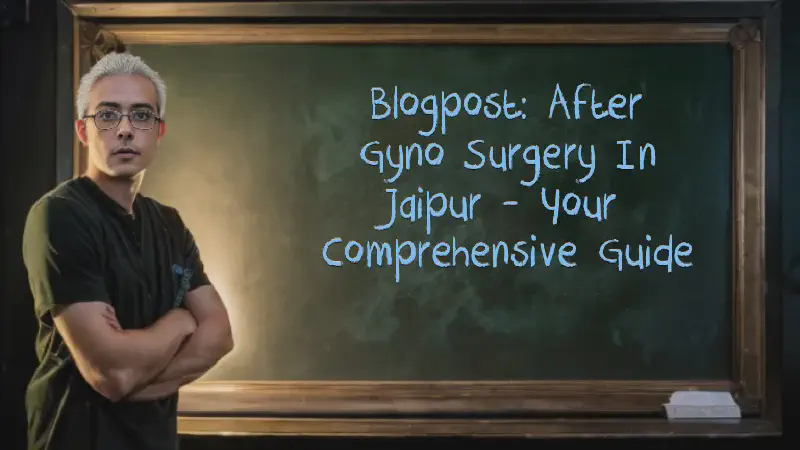 Blogpost: After
Gyno Surgery In
Jaipur - Your
Comprehensive Guide